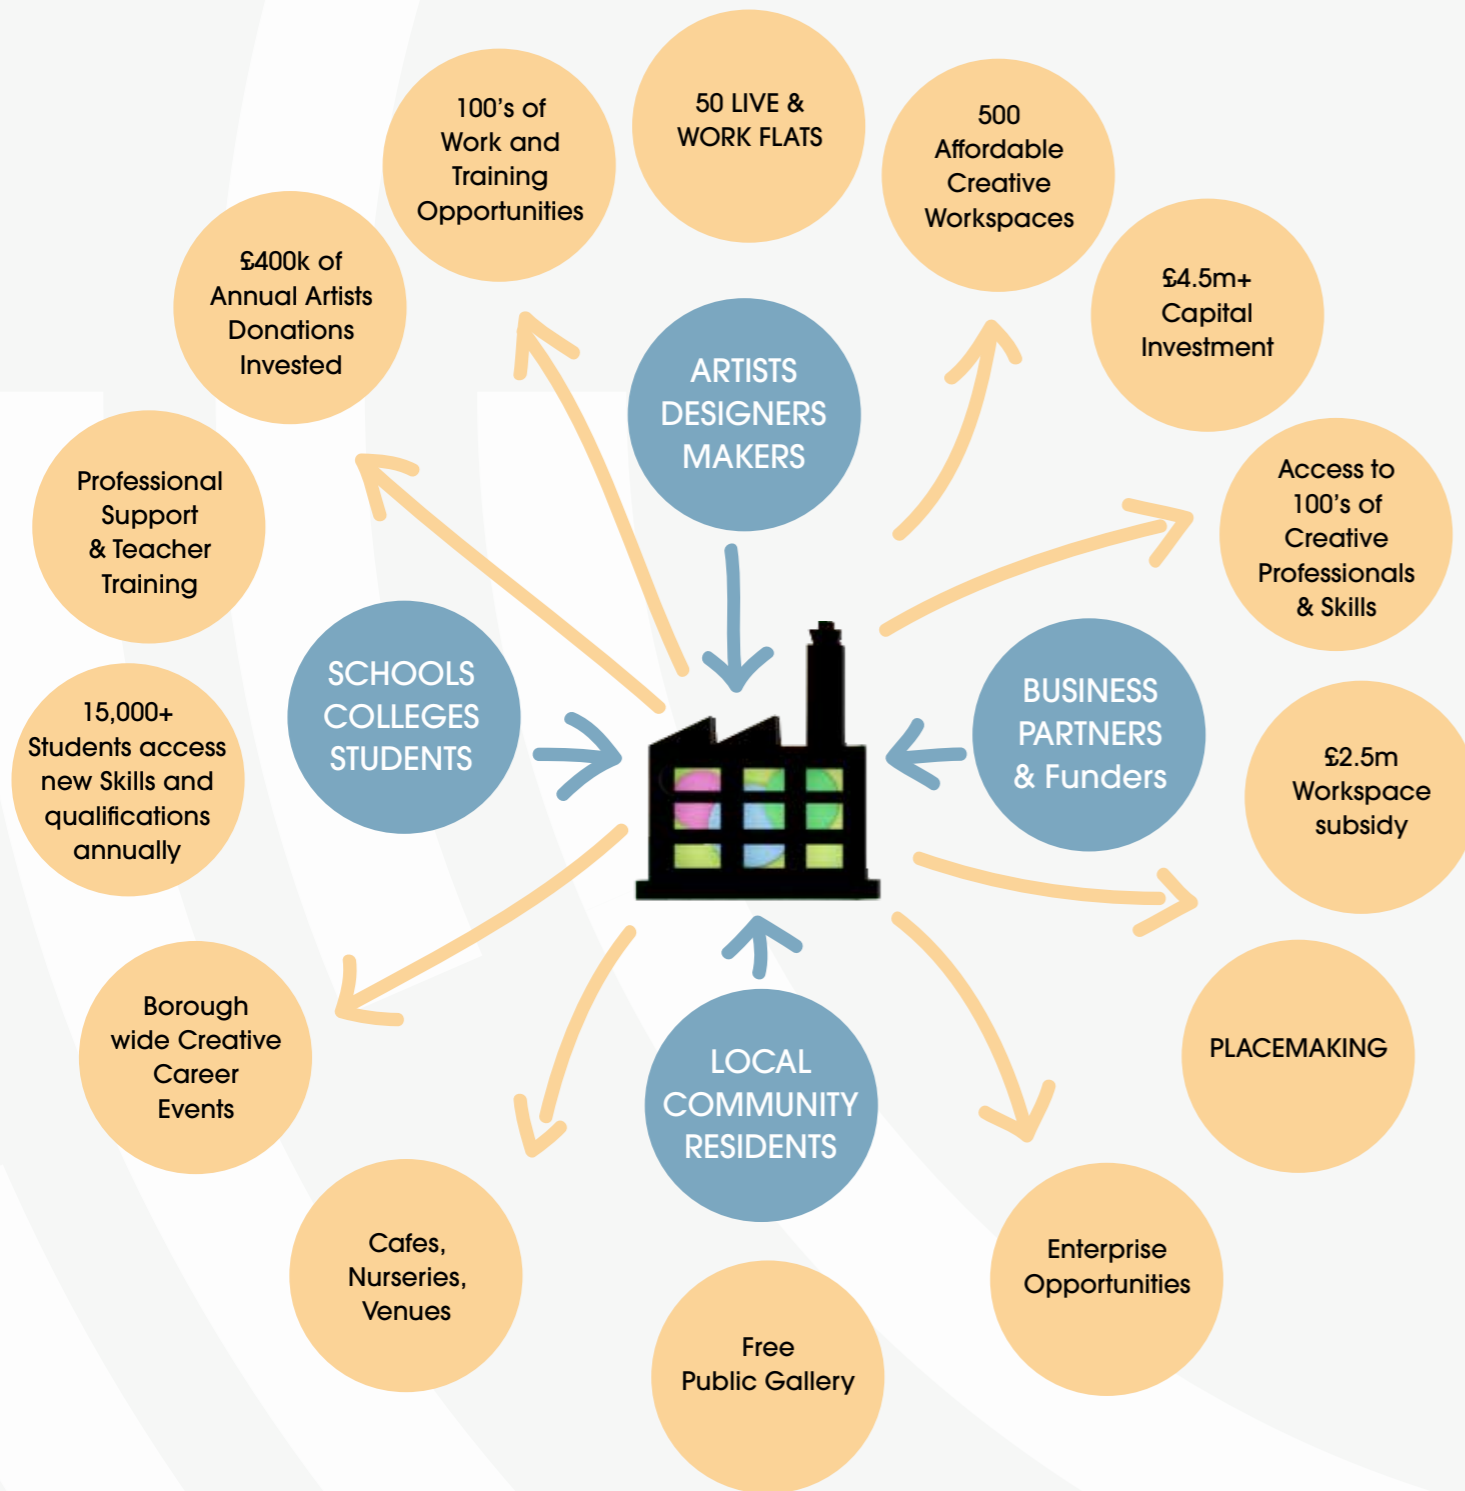 50 LIVE &
WORK FLATS
100's of
Work and
Training
Opportunities
500
Affordable
Creative
Workspaces
£400k of
Annual Artists
Donations
Invested
£4.5m+
Capital
Investment
ARTISTS
DESIGNERS
MAKERS
Professional
Support
& Teacher
Training
Access to
100's of
Creative
Professionals
& Skills
SCHOOLS
COLLEGES
STUDENTS
BUSINESS
PARTNERS
& Funders
15,000+
Students access
new Skills and
qualifications
annually
£2.5m
Workspace
subsidy
Borough
wide Creative
Career
Events
LOCAL
COMMUNITY
RESIDENTS
PLACEMAKING
Cafes,
Nurseries,
Venues
Enterprise
Opportunities
Free
Public Gallery